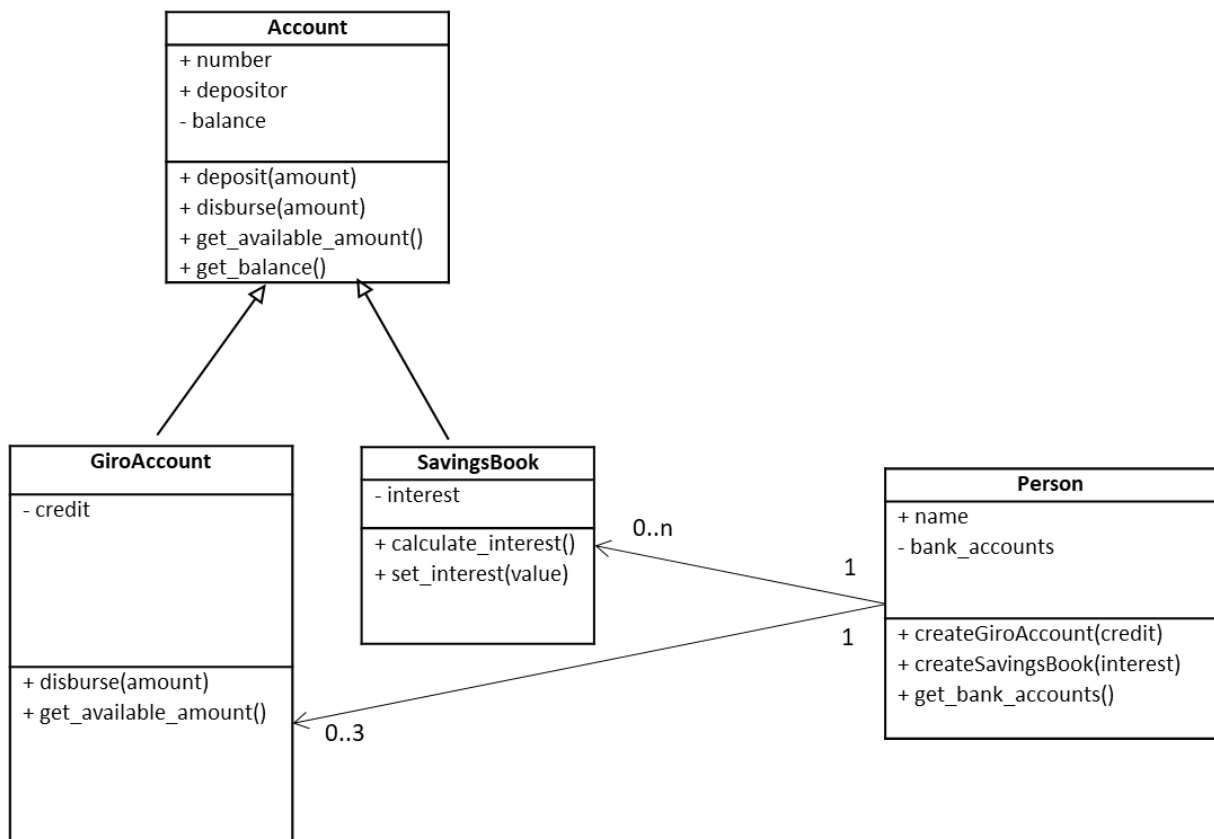 Account
+ number
+ depositor
- balance
+ deposit(amount)
+ disburse(amount)
+ get_available_amount()
+ get_balance()
GiroAccount
- credit
+ disburse(amount)
+ get_available_amount()
SavingsBook
- interest
+ calculate_interest()
+ set_interest(value)
0..n
1
1
0..3
Person
+ name
- bank_accounts
+ createGiroAccount(credit)
+ createSavingsBook(interest)
+ get_bank_accounts()